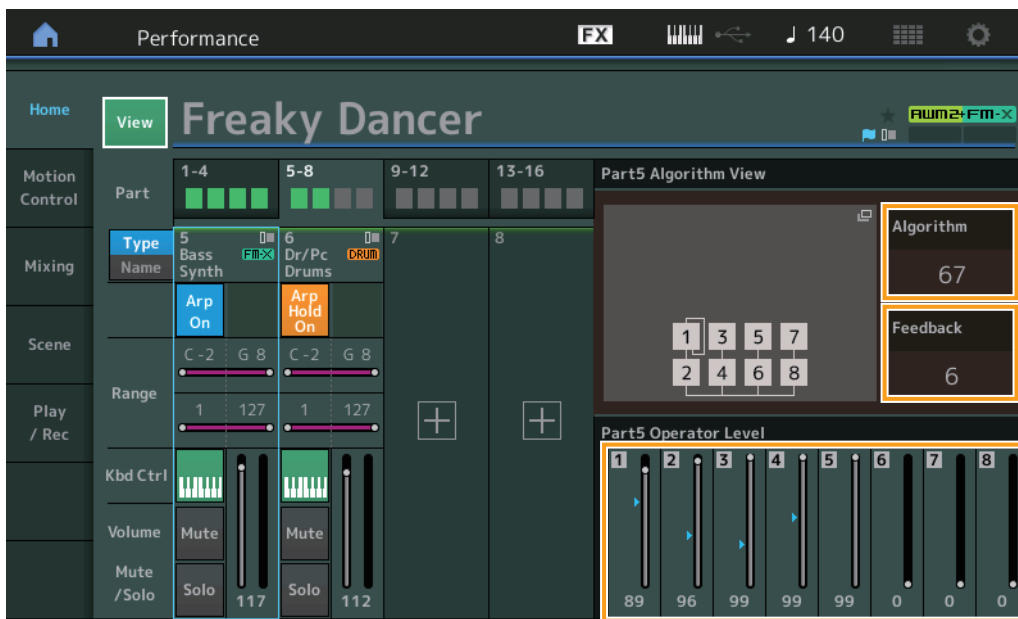 Performance
FX
140
Home
View
Freaky Dancer
AWM2+FM-X
Motion
Control
Part
1-4
5-8
9-12
13-16
Part5 Algorithm View
Type
Name
5
Bass
Synth
FM-X
6
Dr/Pc
Drums
DRUM
7
8
Algorithm
67
Mixing
Arp
On
Arp
Hold
On
Feedback
6
Scene
C -2
G 8
C -2
G 8
1
3
5
7
2
4
6
8
Range
1
127
1
127
Play
/ Rec
Part5 Operator Level
1
2
3
4
5
6
7
8
Kbd Ctrl
Volume
Mute
Mute
Mute
/Solo
Solo
117
Solo
112
89
96
99
99
99
0
0
0